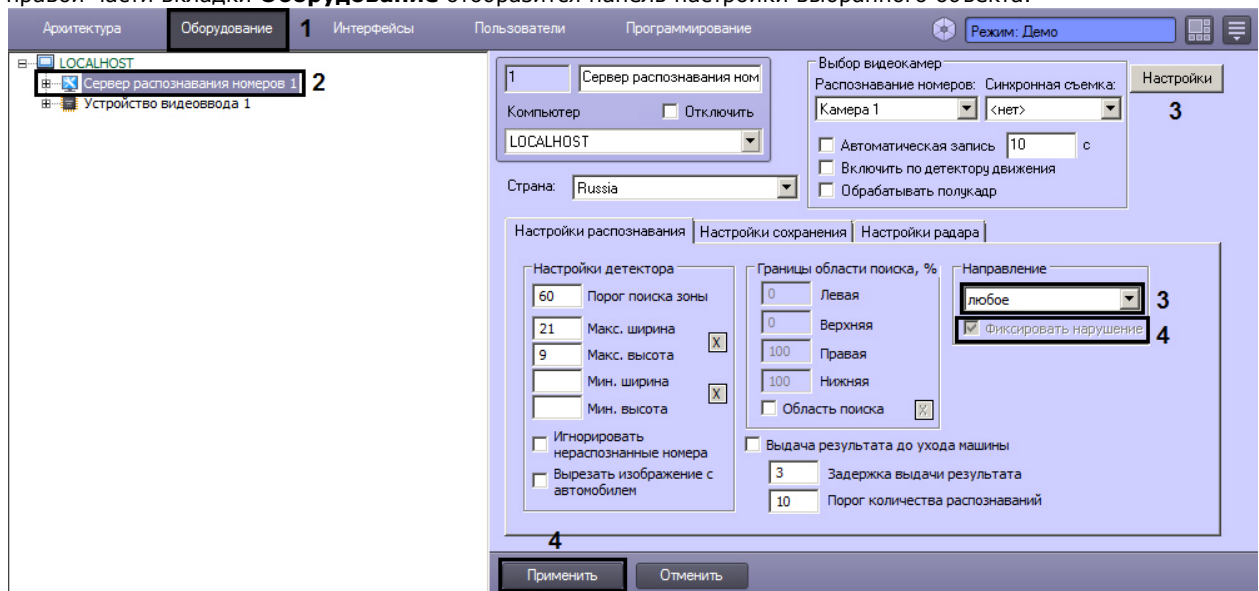 правой части вкладки Оборудование отобразится панель настройки выбранного объекта.
Архитектура Оборудование 1 Интерфейсы Пользователи Программирование Режим: Демо
LOCALHOST
Сервер распознавания номеров 1 2
Устройство видеоввода 1
1 Сервер распознавания ном
Компьютер Отключить
LOCALHOST
Страна: Russia
Выбор видеокамер
Распознавание номеров: Синхронная съемка:
Камера 1 <нет>
Автоматическая запись 10 с
Включить по детектору движения
Обрабатывать полукадр
Настройки
3
Настройки распознавания Настройки сохранения Настройки радара
Настройки детектора
60 Порог поиска зоны
21 Макс. ширина
9 Макс. высота
X
Мин. ширина
Мин. высота
X
Игнорировать
нераспознанные номера
Вырезать изображение с
автомобилем
Границы области поиска, %
0 Левая
0 Верхняя
100 Правая
100 Нижняя
Область поиска X
Направление
любое 3
Фиксировать нарушение 4
Выдача результата до ухода машины
3 Задержка выдачи результата
10 Порог количества распознаваний
4
Применить Отменить